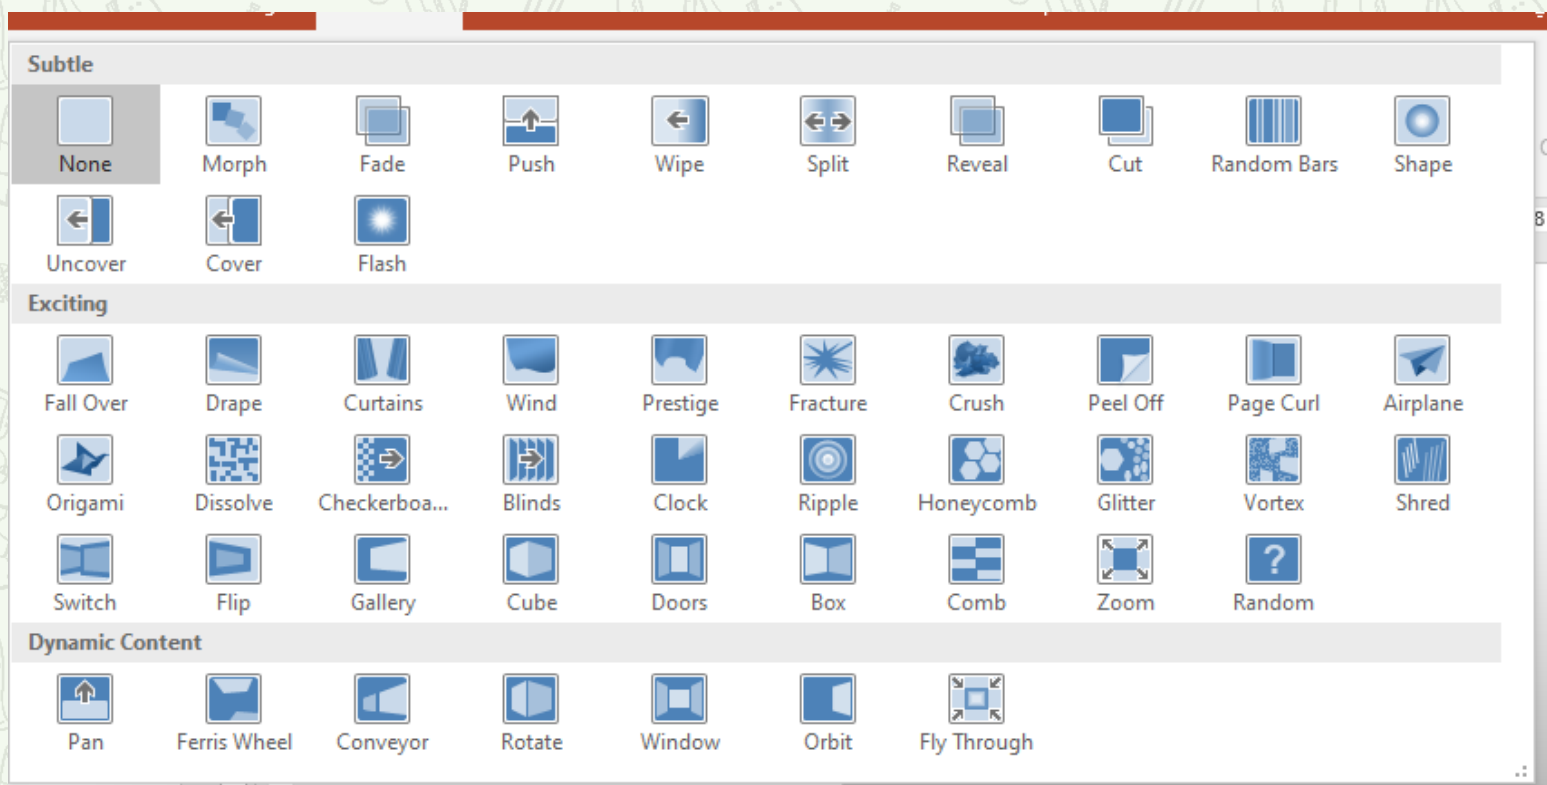 Subtle
None Morph Fade Push Wipe Split Reveal Cut Random Bars Shape
Uncover Cover Flash
Exciting
Fall Over Drape Curtains Wind Prestige Fracture Crush Peel Off Page Curl Airplane
Origami Dissolve Checkerboa... Blinds Clock Ripple Honeycomb Glitter Vortex Shred
Switch Flip Gallery Cube Doors Box Comb Zoom ? Random
Dynamic Content
Pan Ferris Wheel Conveyor Rotate Window Orbit Fly Through